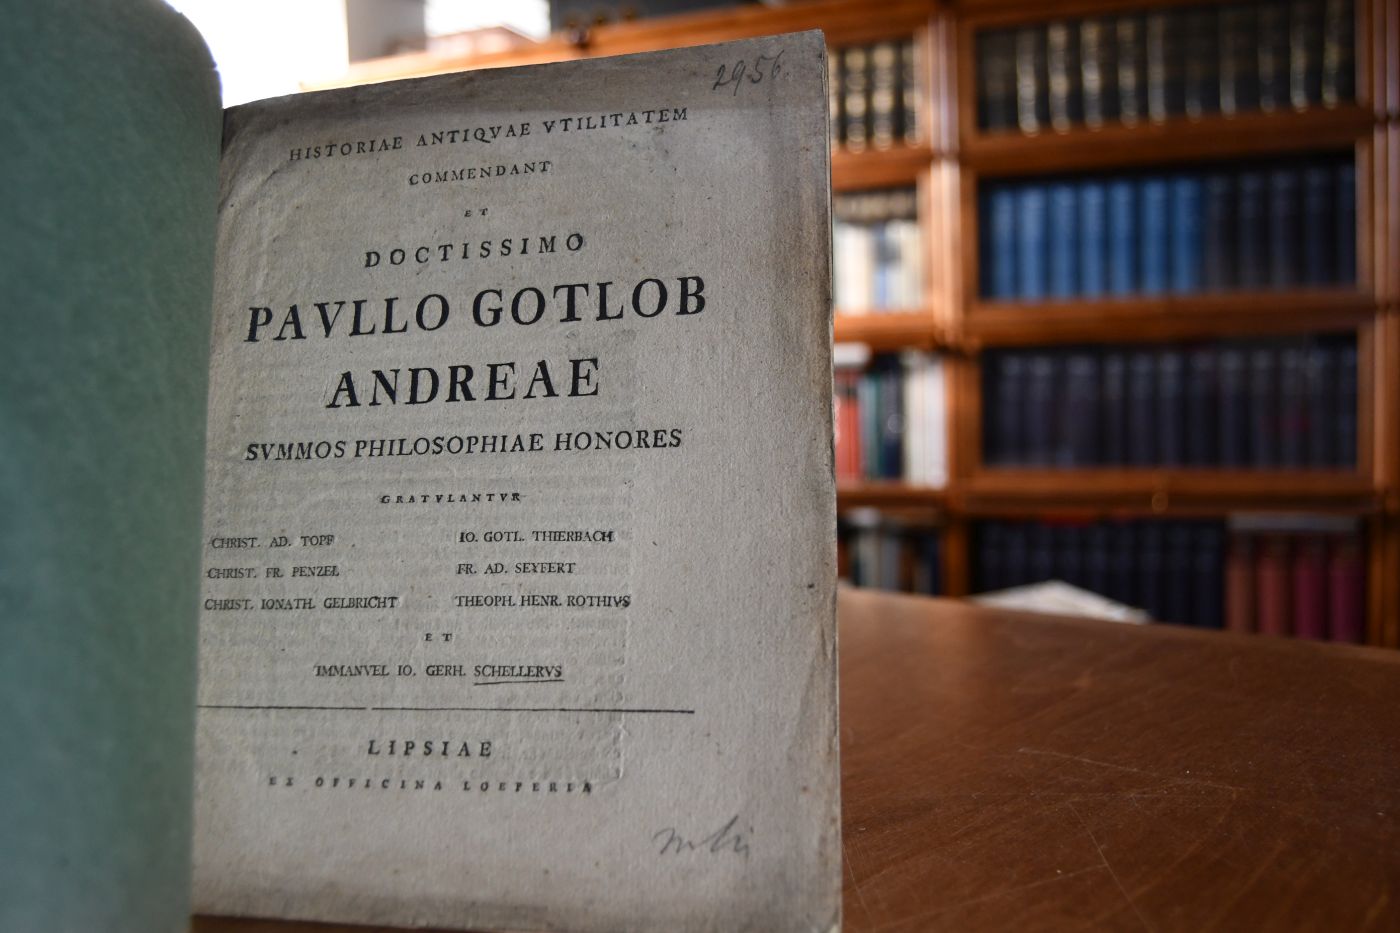 2956.
HISTORIAE ANTIQVAE VTILITATEM
COMMENDANT
ET
DOCTISSIMO
PAVLLO GOTLOB
ANDREAE
SVMMOS PHILOSOPHIAE HONORES
GRATVLANTVR
CHRIST. AD. TOPF IO. GOTL. THIERBACH
CHRIST. FR. PENZEL FR. AD. SEYFERT
CHRIST. IONATH. GELBRICHT THEOPH. HENR. ROTHIVS
ET
IMMANVEL IO. GERH. SCHELLERVS
LIPSIAE
EX OFFICINA LOEPERIA